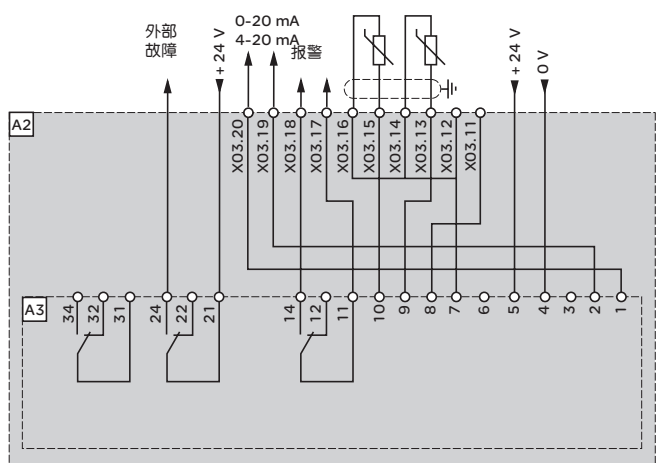 外部
故障
+ 24 V
0-20 mA
4-20 mA
报警
+ 24 V
0 V
A2
X03.20
X03.19
X03.18
X03.17
X03.16
X03.15
X03.14
X03.13
X03.12
X03.11
A3
34
32
31
24
22
21
14
12
11
10
9
8
7
6
5
4
3
2
1